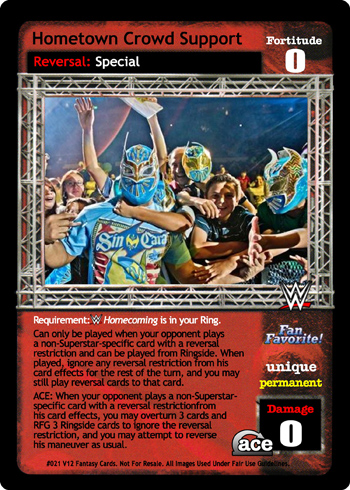 Hometown Crowd Support
Fortitude
0
Reversal: Special
Sin Cara
W
Requirement: W Homecoming is in your Ring.
Can only be played when your opponent plays
a non-Superstar-specific card with a reversal
restriction and can be played from Ringside. When
played, ignore any reversal restriction from his
card effects for the rest of the turn, and you may
still play reversal cards to that card.
ACE: When your opponent plays a non-Superstar-
specific card with a reversal restrictionfrom
his card effects, you may overturn 3 cards and
RFG 3 Ringside cards to ignore the reversal
restriction, and you may attempt to reverse
his maneuver as usual.
Fan
Favorite!
unique
permanent
Damage
0
ace
#021 V12 Fantasy Cards. Not For Resale. All Images Used Under Fair Use Guidelines.